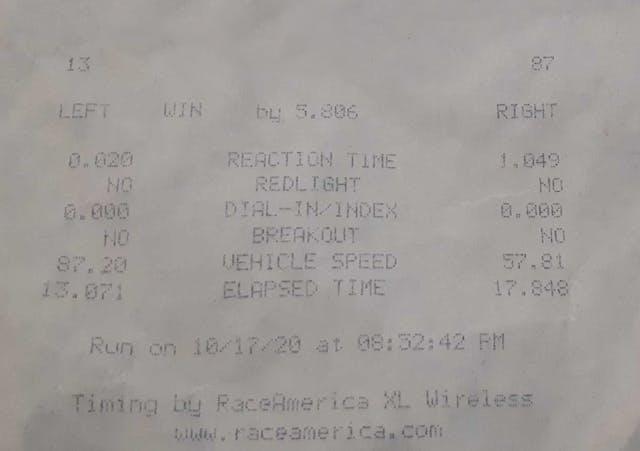 13 87
LEFT WIN by 5.806 RIGHT
0.020 REACTION TIME 1.049
NO REDLIGHT NO
0.000 DIAL-IN/INDEX 0.000
NO BREAKOUT NO
87.20 VEHICLE SPEED 57.81
13.071 ELAPSED TIME 17.848
Run on 10/17/20 at 08:32:42 PM
Timing by RaceAmerica XL Wireless
www.raceamerica.com